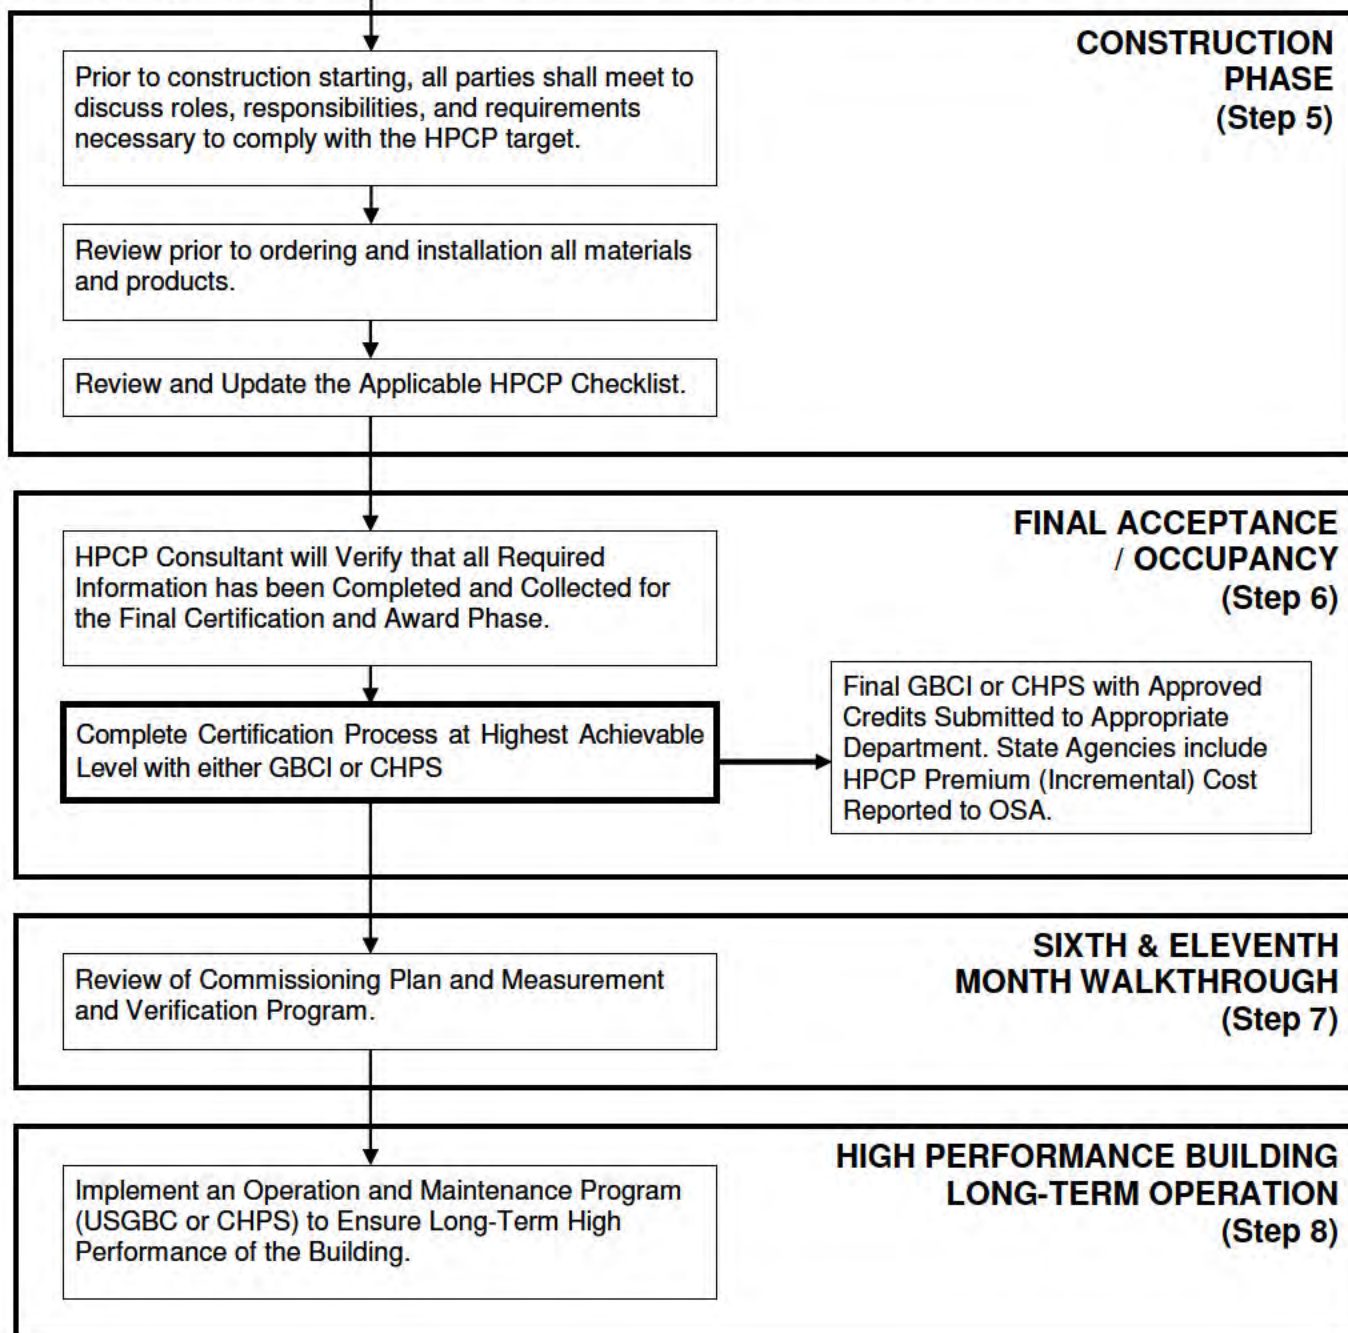 CONSTRUCTION
PHASE
(Step 5)
Prior to construction starting, all parties shall meet to
discuss roles, responsibilities, and requirements
necessary to comply with the HPCP target.
Review prior to ordering and installation all materials
and products.
Review and Update the Applicable HPCP Checklist.
FINAL ACCEPTANCE
/ OCCUPANCY
(Step 6)
HPCP Consultant will Verify that all Required
Information has been Completed and Collected for
the Final Certification and Award Phase.
Complete Certification Process at Highest Achievable
Level with either GBCI or CHPS
Final GBCI or CHPS with Approved
Credits Submitted to Appropriate
Department. State Agencies include
HPCP Premium (Incremental) Cost
Reported to OSA.
SIXTH & ELEVENTH
MONTH WALKTHROUGH
(Step 7)
Review of Commissioning Plan and Measurement
and Verification Program.
HIGH PERFORMANCE BUILDING
LONG-TERM OPERATION
(Step 8)
Implement an Operation and Maintenance Program
(USGBC or CHPS) to Ensure Long-Term High
Performance of the Building.